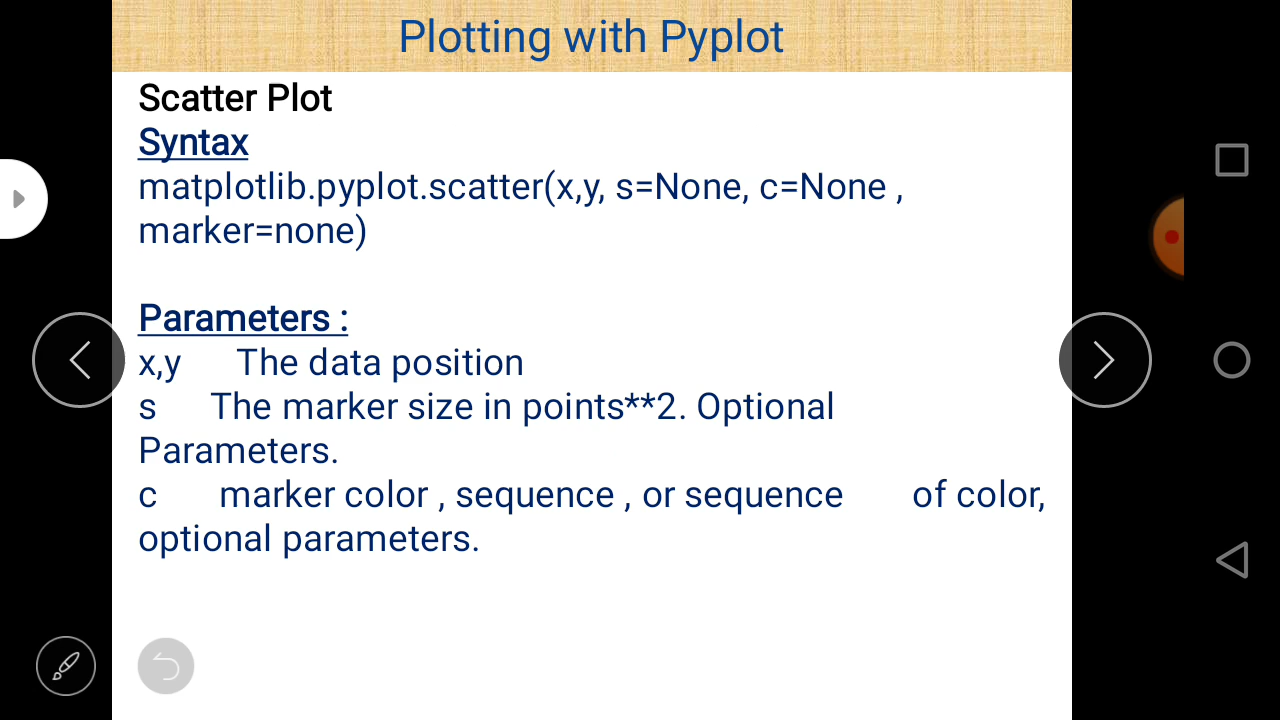 Plotting with Pyplot
Scatter Plot
Syntax
matplotlib.pyplot.scatter(x,y, s=None, c=None ,
marker=none)
Parameters :
x,y The data position
s The marker size in points**2. Optional
Parameters.
c marker color , sequence , or sequence of color,
optional parameters.